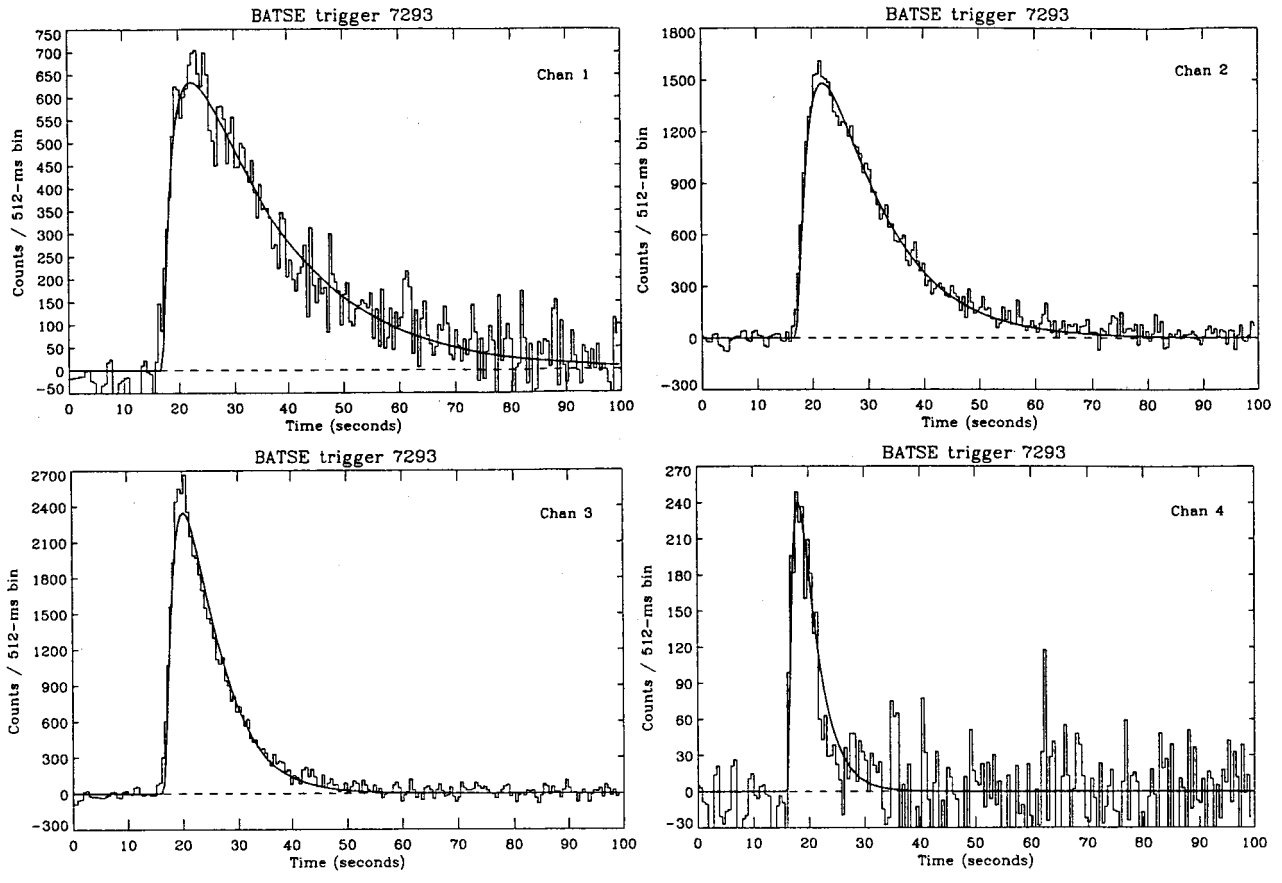 BATSE trigger 7293
Chan 1
Counts / 512-ms bin
750
700
650
600
550
500
450
400
350
300
250
200
150
100
50
0
-50
0 10 20 30 40 50 60 70 80 90 100
Time (seconds)
BATSE trigger 7293
Chan 2
Counts / 512-ms bin
1800
1500
1200
900
600
300
0
-300
0 10 20 30 40 50 60 70 80 90 100
Time (seconds)
BATSE trigger 7293
Chan 3
Counts / 512-ms bin
2700
2400
2100
1800
1500
1200
900
600
300
0
-300
0 10 20 30 40 50 60 70 80 90 100
Time (seconds)
BATSE trigger 7293
Chan 4
Counts / 512-ms bin
270
240
210
180
150
120
90
60
30
0
-30
0 10 20 30 40 50 60 70 80 90 100
Time (seconds)